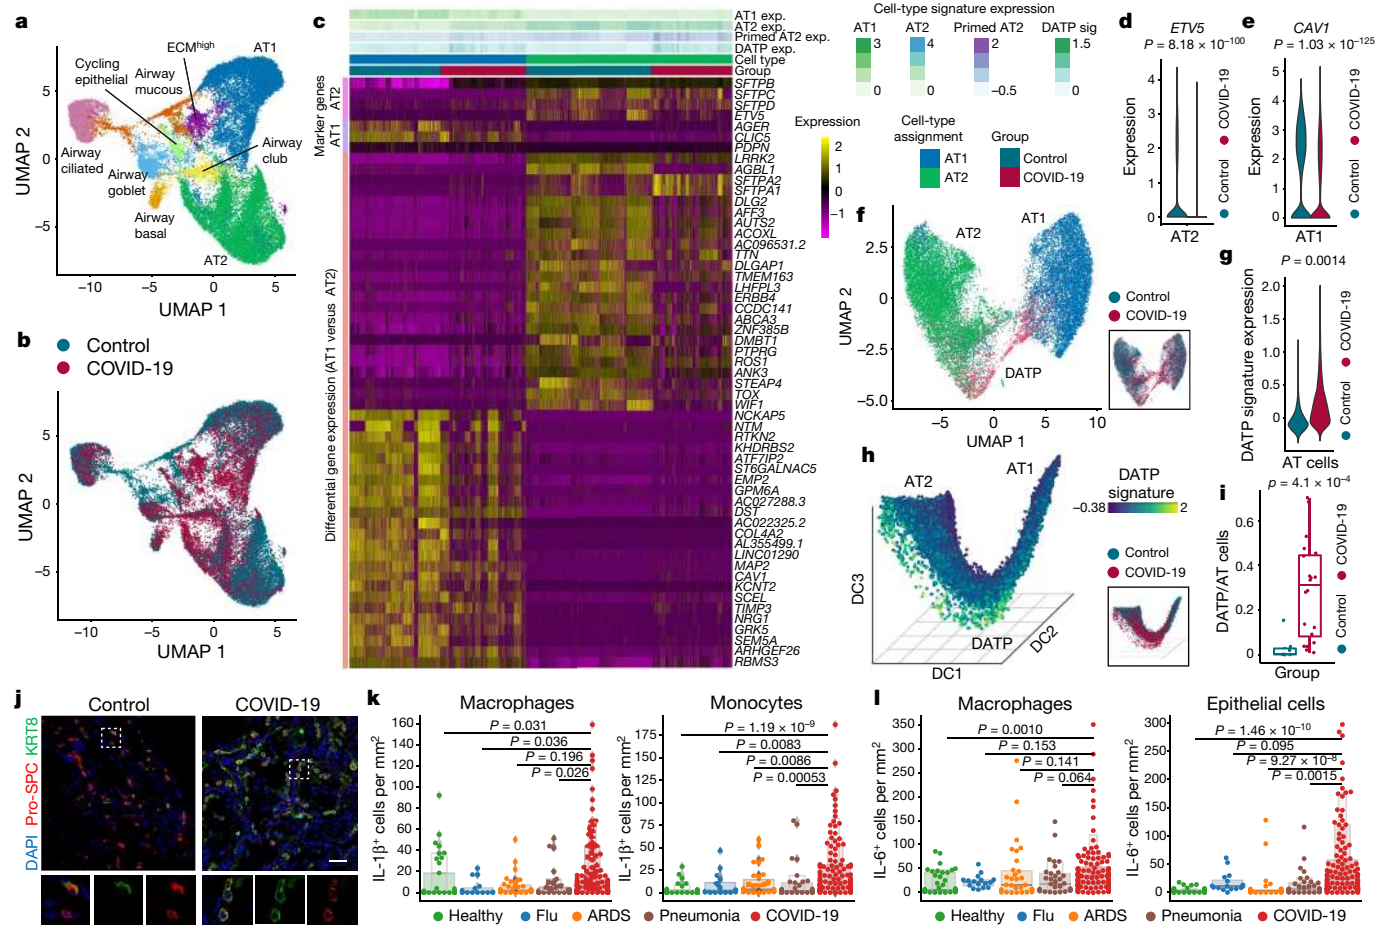 a
UMAP 2
5
0
−5
−10
−5
0
5
UMAP 1
ECMhigh
AT1
Cycling epithelial
Airway mucous
Airway ciliated
Airway goblet
Airway club
Airway basal
AT2
b
Control
COVID-19
UMAP 2
5
0
−5
−10
−5
0
5
UMAP 1
c
AT1 exp.
AT2 exp.
Primed AT2 exp.
DATP exp.
Cell type
Group
Marker genes
AT2
AT1
Differential gene expression (AT1 versus AT2)
SFTPB
SFTPC
SFTPD
ETV5
AGER
CLIC5
PDPN
LRRK2
AGBL1
SFTPA2
SFTPA1
DLG2
AFF3
AUTS2
ACOXL
AC096531.2
TTN
DLGAP1
TMEM163
LHFPL3
ERBB4
CCDC141
ABCA3
ZNF385B
DMBT1
PTPRG
ROS1
ANK3
STEAP4
TOX
WIF1
NCKAP5
NTM
RTKN2
KHDRBS2
ATF7IP2
ST6GALNAC5
EMP2
GPM6A
AC027288.3
DST
AC022325.2
COL4A2
AL355499.1
LINC01290
MAP2
CAV1
KCNT2
SCEL
TIMP3
NRG1
GRK5
SEM5A
ARHGEF26
RBMS3
Cell-type signature expression
AT1
AT2
Primed AT2
DATP sig
3
4
2
1.5
0
0
−0.5
0
Expression
2
1
0
−1
Cell-type assignment
AT1
AT2
Group
Control
COVID-19
d
ETV5
P = 8.18 × 10−100
Expression
4
3
2
1
0
AT2
Control
COVID-19
e
CAV1
P = 1.03 × 10−125
Expression
5
4
3
2
1
0
AT1
Control
COVID-19
f
UMAP 2
2.5
0
−2.5
−5.0
−5
0
5
10
UMAP 1
AT2
AT1
DATP
Control
COVID-19
g
P = 0.0014
DATP signature expression
2.0
1.5
1.0
0.5
0
AT cells
Control
COVID-19
h
AT2
AT1
DATP
DC3
DC1
DC2
DATP signature
−0.38
2
Control
COVID-19
i
p = 4.1 × 10−4
DATP/AT cells
0.6
0.4
0.2
0
Group
Control
COVID-19
j
Control
COVID-19
DAPI Pro-SPC KRT8
k
Macrophages
IL-1β+ cells per mm2
160
140
120
100
80
60
40
20
0
P = 0.031
P = 0.036
P = 0.196
P = 0.026
Monocytes
IL-1β+ cells per mm2
175
150
125
100
75
50
25
0
P = 1.19 × 10−9
P = 0.0083
P = 0.0086
P = 0.00053
Healthy
Flu
ARDS
Pneumonia
COVID-19
l
Macrophages
IL-6+ cells per mm2
350
300
250
200
150
100
50
0
P = 0.0010
P = 0.153
P = 0.141
P = 0.064
Epithelial cells
IL-6+ cells per mm2
300
250
200
150
100
50
0
P = 1.46 × 10−10
P = 0.095
P = 9.27 × 10−8
P = 0.0015
Healthy
Flu
ARDS
Pneumonia
COVID-19